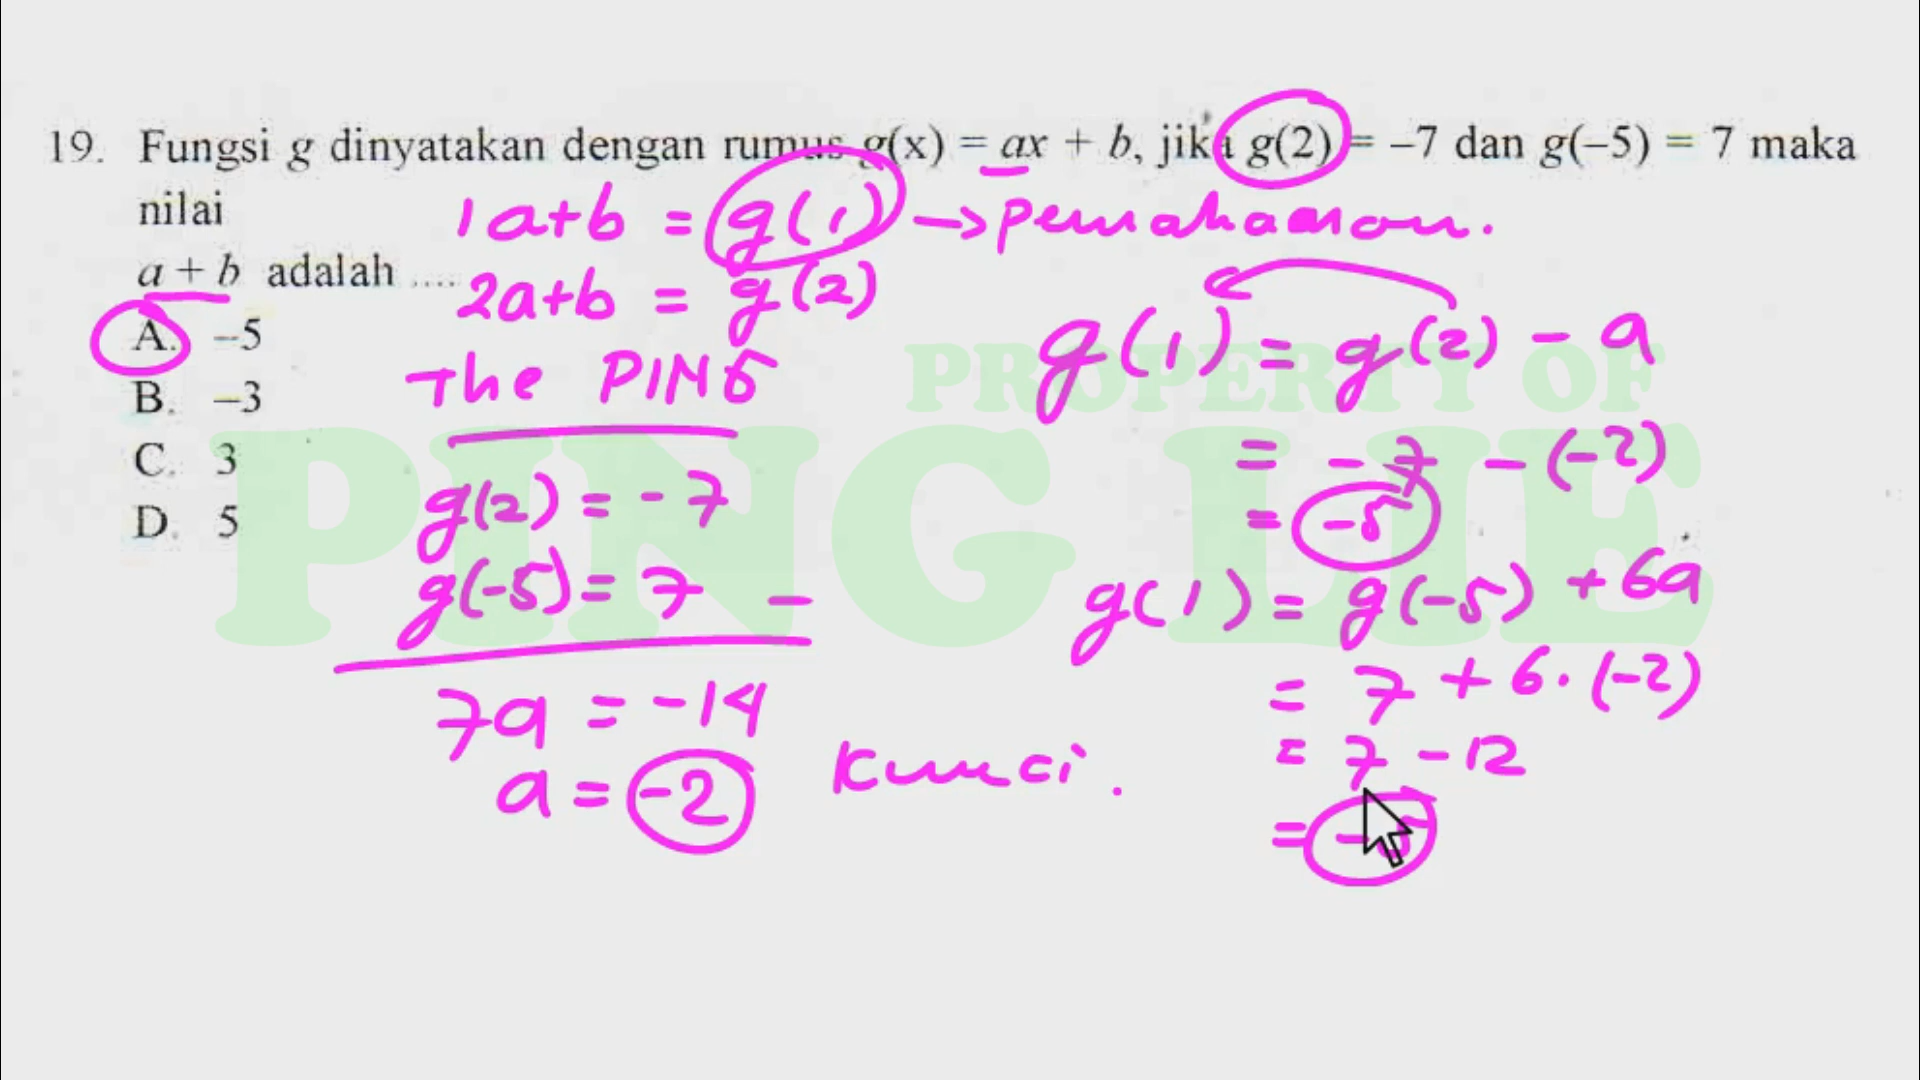 19. Fungsi g dinyatakan dengan rumus g(x) = ax + b, jika g(2) = –7 dan g(–5) = 7 maka
nilai
a + b adalah ....
A. –5
B. –3
C. 3
D. 5
1a+b = g(1) → Pemahaman.
2a+b = g(2)
The PING
g(2) = -7
g(-5) = 7 –
7a = -14
a = -2 Kunci.
g(1) = g(2) - a
= -7 - (-2)
= -5
g(1) = g(-5) + 6a
= 7 + 6.(-2)
= 7 - 12
= -5
PROPERTY OF
PING LIE